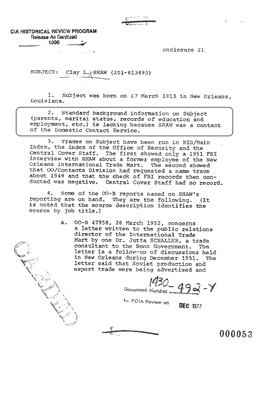 CIA HISTORICAL REVIEW PROGRAM
Release As Sanitized
1998
Enclosure 21
SUBJECT: Clay L. SHAW (201-813493)
1. Subject was born on 17 March 1913 in New Orleans,
Louisiana.
2. Standard background information on Subject
(parents, marital status, records of education and
employment, etc.) is lacking because SHAW was a contact
of the Domestic Contact Service.
3. Traces on Subject have been run in RID/Main
Index, the index of the Office of Security and the
Central Cover Staff. The first showed only a 1951 FBI
interview with SHAW about a former employee of the New
Orleans International Trade Mart. The second showed
that OO/Contacts Division had requested a name trace
about 1949 and that the check of FBI records then con-
ducted was negative. Central Cover Staff had no record.
4. Some of the OO-B reports based on SHAW's
reporting are on hand. They are the following. (It
is noted that the source description identifies the
source by job title.)
a. OO-B 47958, 26 March 1952, concerns
a letter written to the public relations
director of the International Trade
Mart by one Dr. Jutta SCHALLER, a trade
consultant to the Bonn Government. The
letter is a follow-up of discussions held
in New Orleans during December 1951. The
letter said that Soviet production and
export trade were being advertised and
Document Number 1930-992-Y
for FOIA Review on DEC 1977
000053